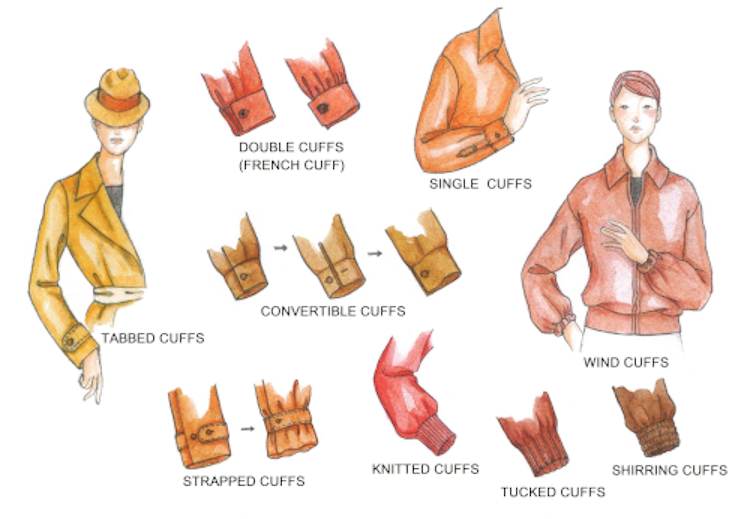 DOUBLE CUFFS
(FRENCH CUFF)
SINGLE CUFFS
CONVERTIBLE CUFFS
TABBED CUFFS
WIND CUFFS
STRAPPED CUFFS
KNITTED CUFFS
TUCKED CUFFS
SHIRRING CUFFS